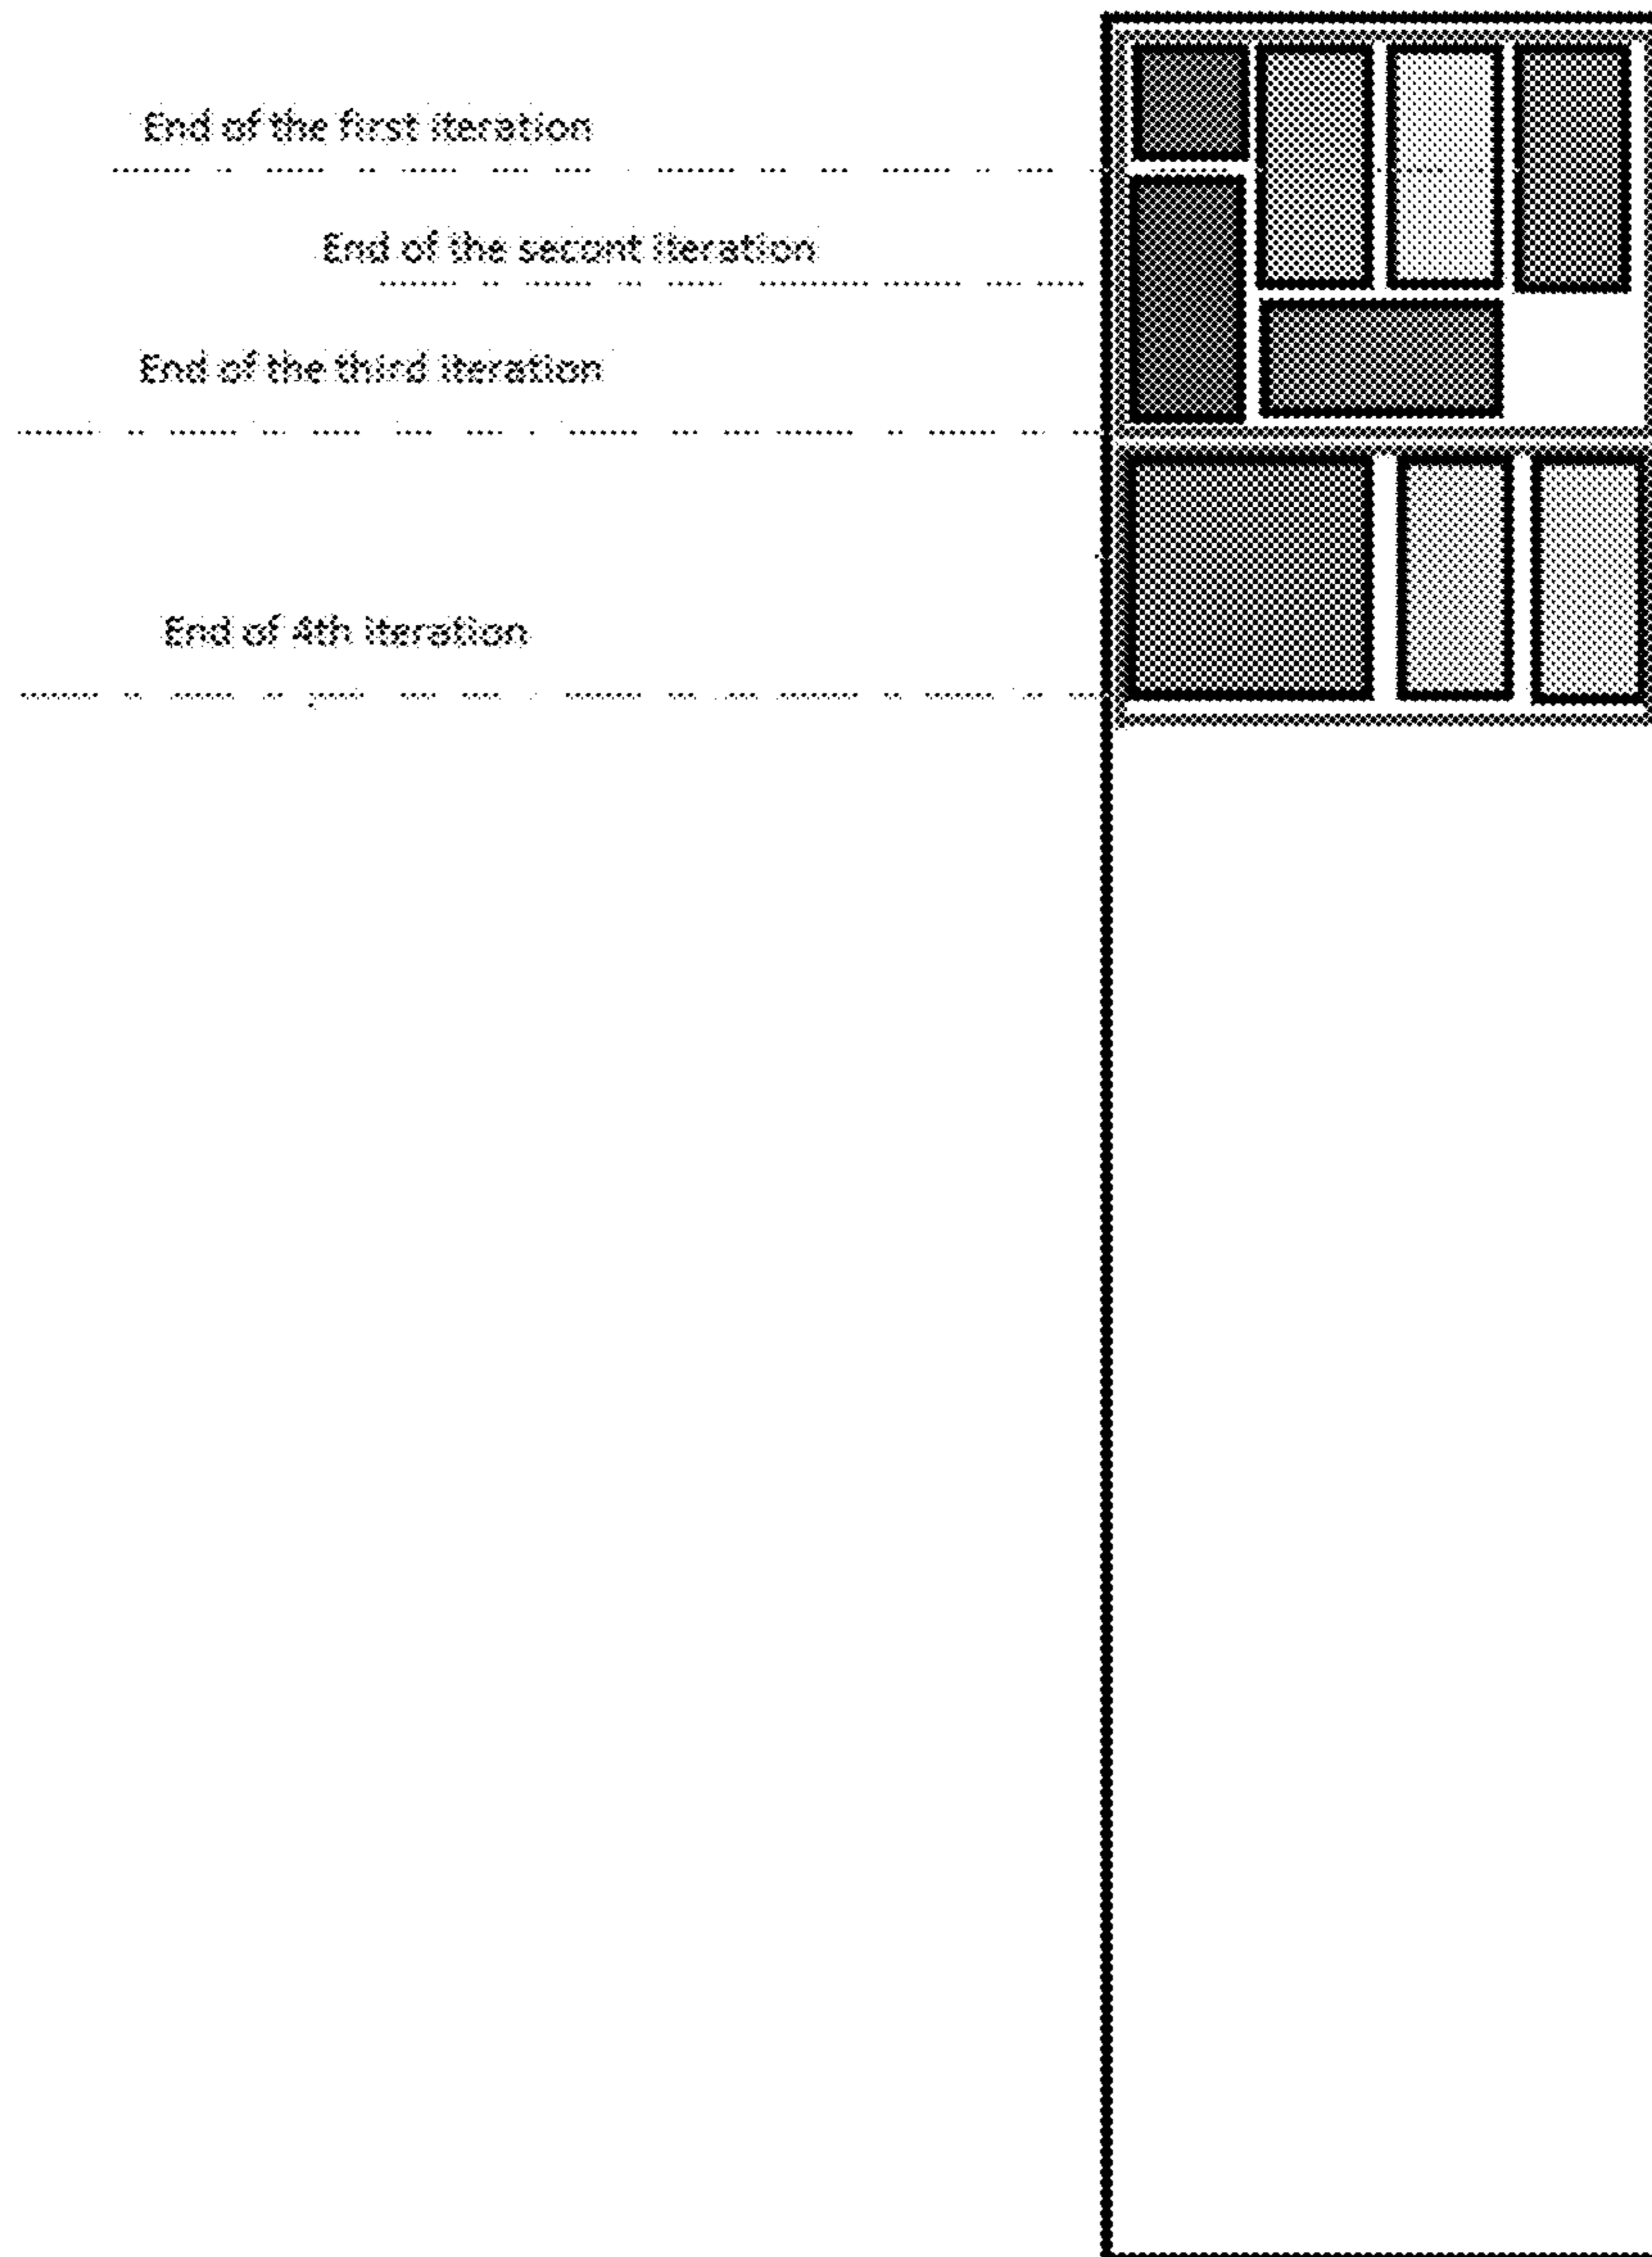 End of the first iteration
End of the secont iteration
End of the third iteration
End of 4th iteration